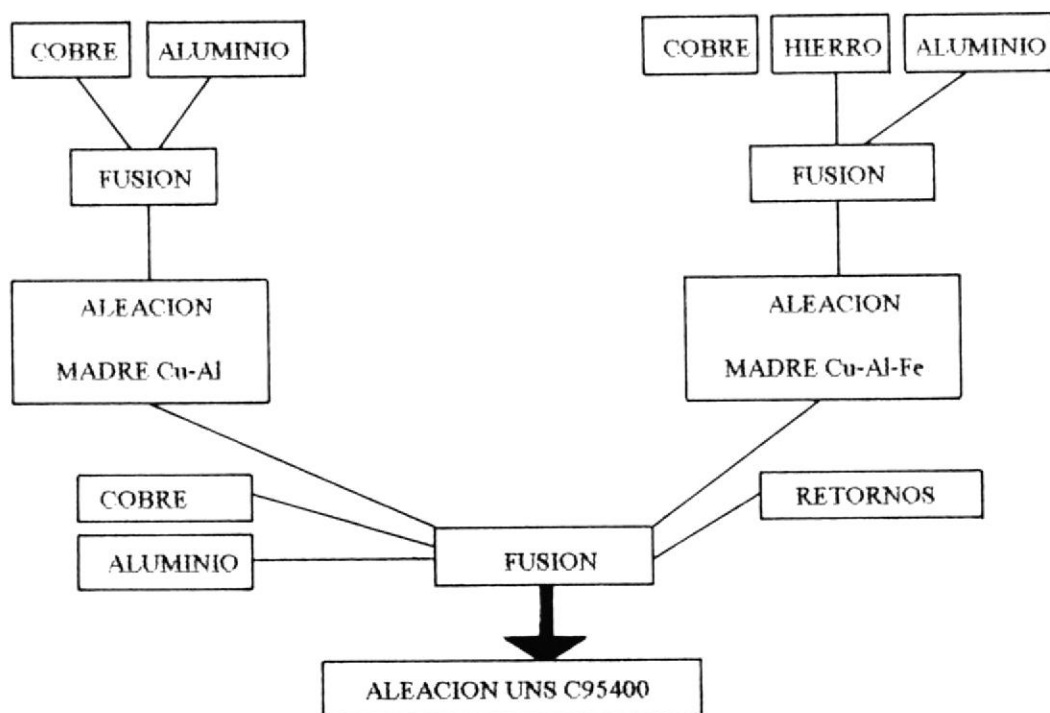 COBRE ALUMINIO
COBRE HIERRO ALUMINIO
FUSION
FUSION
ALEACION
MADRE Cu-Al
ALEACION
MADRE Cu-Al-Fe
COBRE
ALUMINIO
RETORNOS
FUSION
ALEACION UNS C95400